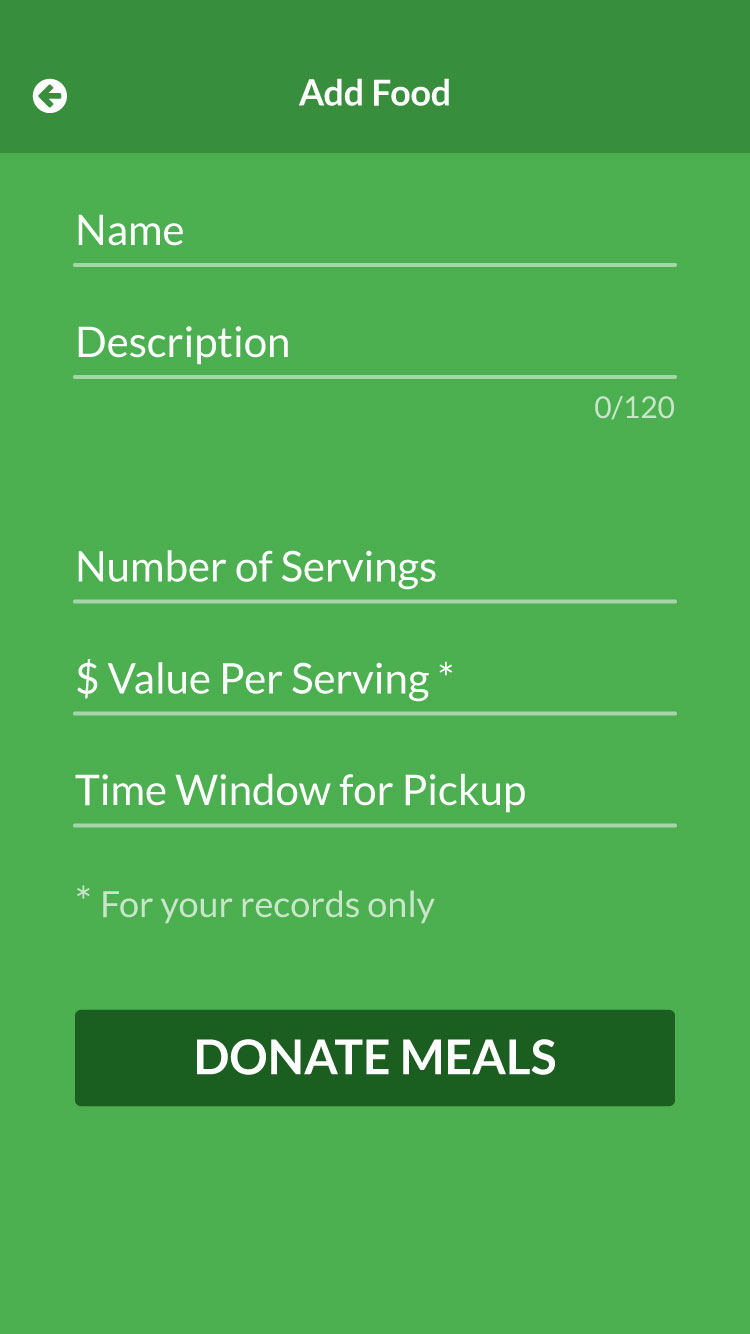 Add Food
Name
Description
0/120
Number of Servings
$ Value Per Serving *
Time Window for Pickup
* For your records only
DONATE MEALS